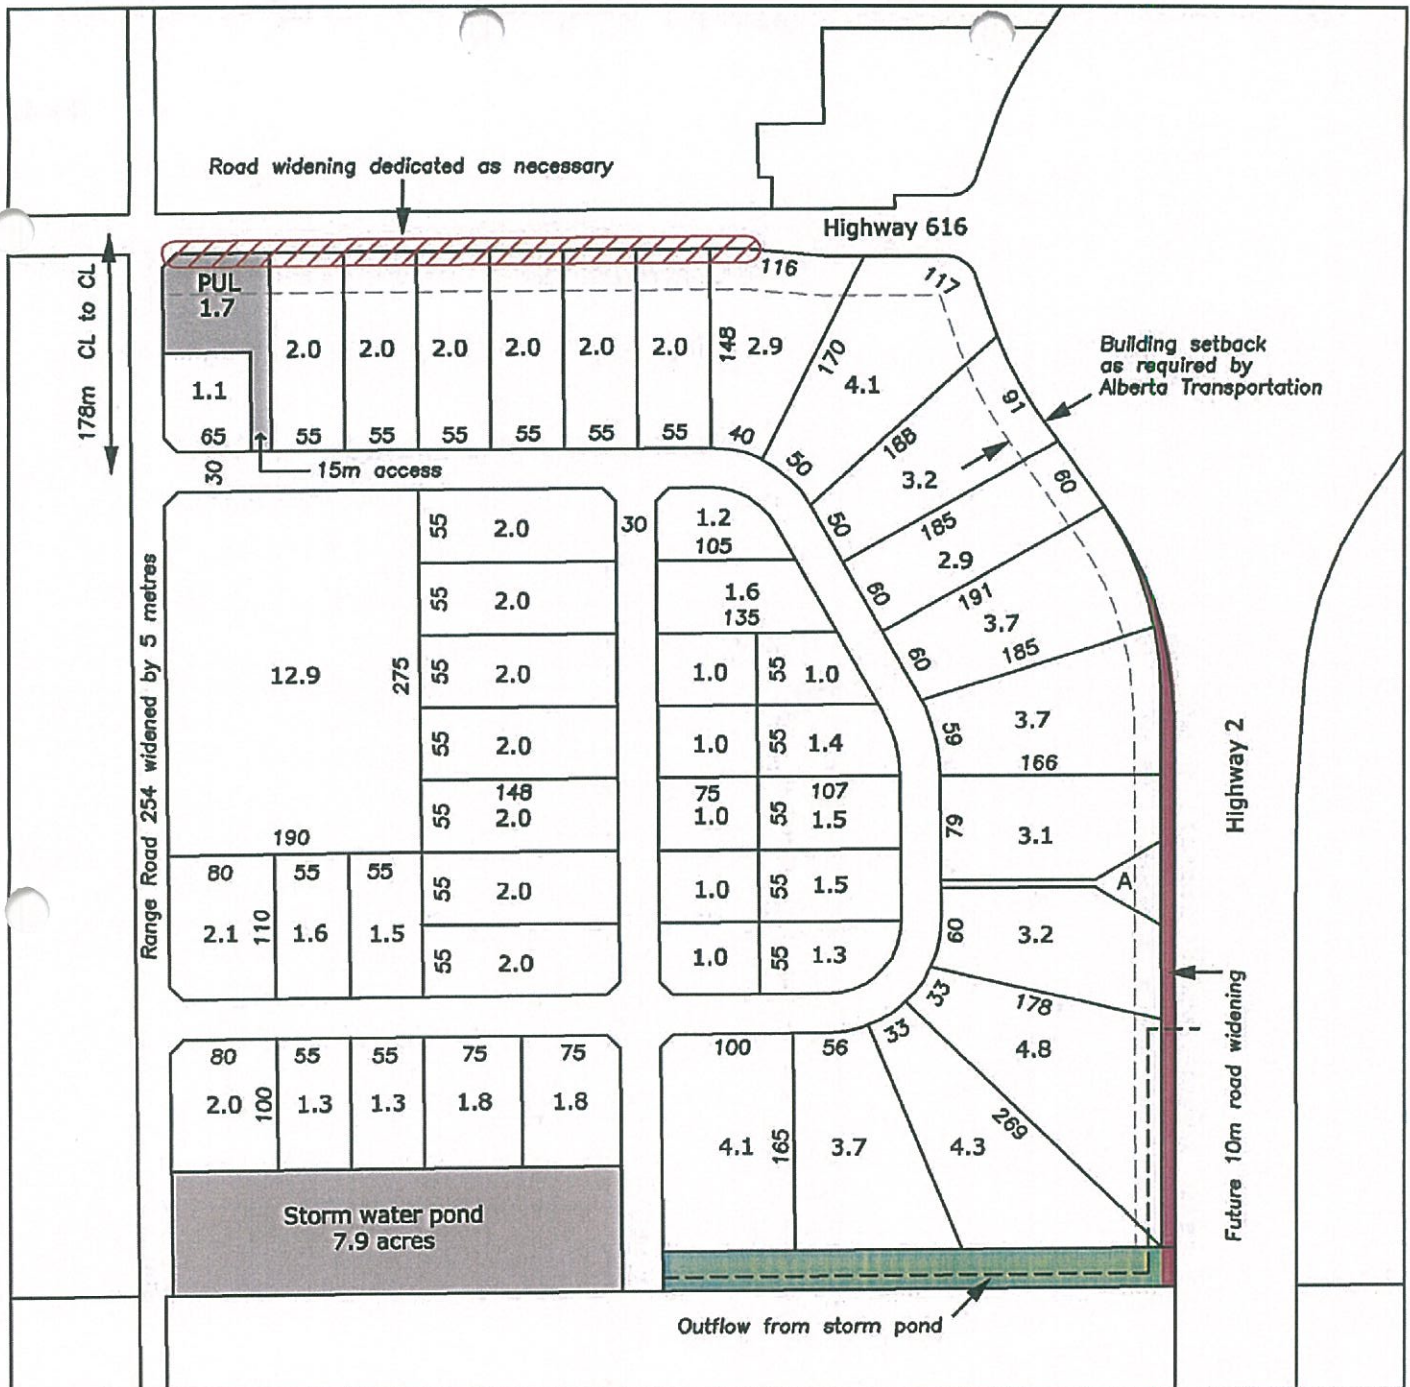 Road widening dedicated as necessary
Highway 616
178m CL to CL
PUL
1.7
116
117
2.0 2.0 2.0 2.0 2.0 2.0 148 2.9 170 4.1
Building setback
as required by
Alberta Transportation
1.1
91
65 55 55 55 55 55 55 40 50
188
3.2
30
15m access
60
55 2.0 30 1.2
105
50
185
2.9
55 2.0 1.6
135
60
191
3.7
185
Range Road 254 widened by 5 metres
12.9 275 55 2.0 1.0 55 1.0
60
55 2.0 1.0 55 1.4
59
3.7
166
Highway 2
148
55 2.0
75
1.0
55
107
1.5
79 3.1
190
80 55 55
55 2.0 1.0 55 1.5
A
2.1 110 1.6 1.5
55 2.0 1.0 55 1.3
60 3.2
33
178
33
4.8
Future 10m road widening
80 55 55 75 75
100 56
2.0 100 1.3 1.3 1.8 1.8
4.1 165 3.7 4.3 269
Storm water pond
7.9 acres
Outflow from storm pond